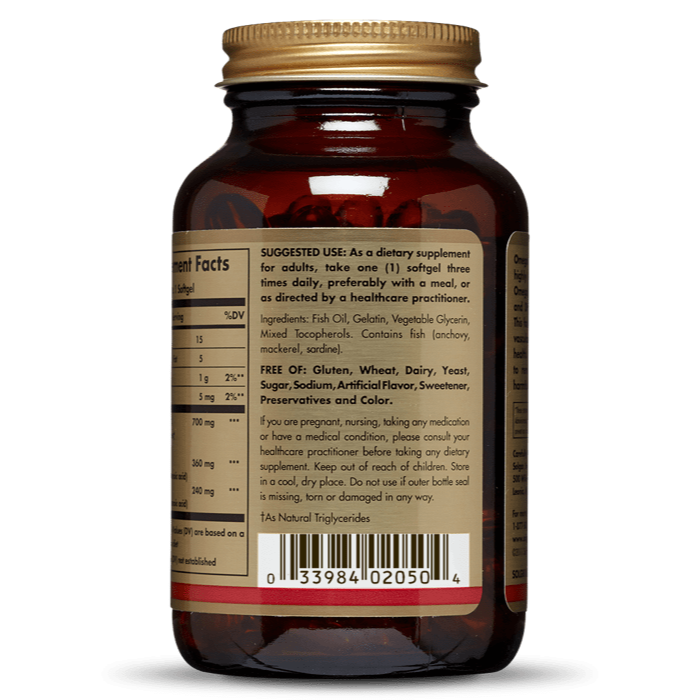 ment Facts
Softgel
%DV
15
5
1 g 2%**
5 mg 2%**
700 mg ***
360 mg ***
240 mg ***
(DV) are based on a
not established
SUGGESTED USE: As a dietary supplement
for adults, take one (1) softgel three
times daily, preferably with a meal, or
as directed by a healthcare practitioner.
Ingredients: Fish Oil, Gelatin, Vegetable Glycerin,
Mixed Tocopherols. Contains fish (anchovy,
mackerel, sardine).
FREE OF: Gluten, Wheat, Dairy, Yeast,
Sugar, Sodium, Artificial Flavor, Sweetener,
Preservatives and Color.
If you are pregnant, nursing, taking any medication
or have a medical condition, please consult your
healthcare practitioner before taking any dietary
supplement. Keep out of reach of children. Store
in a cool, dry place. Do not use if outer bottle seal
is missing, torn or damaged in any way.
†As Natural Triglycerides
0 33984 02050 4